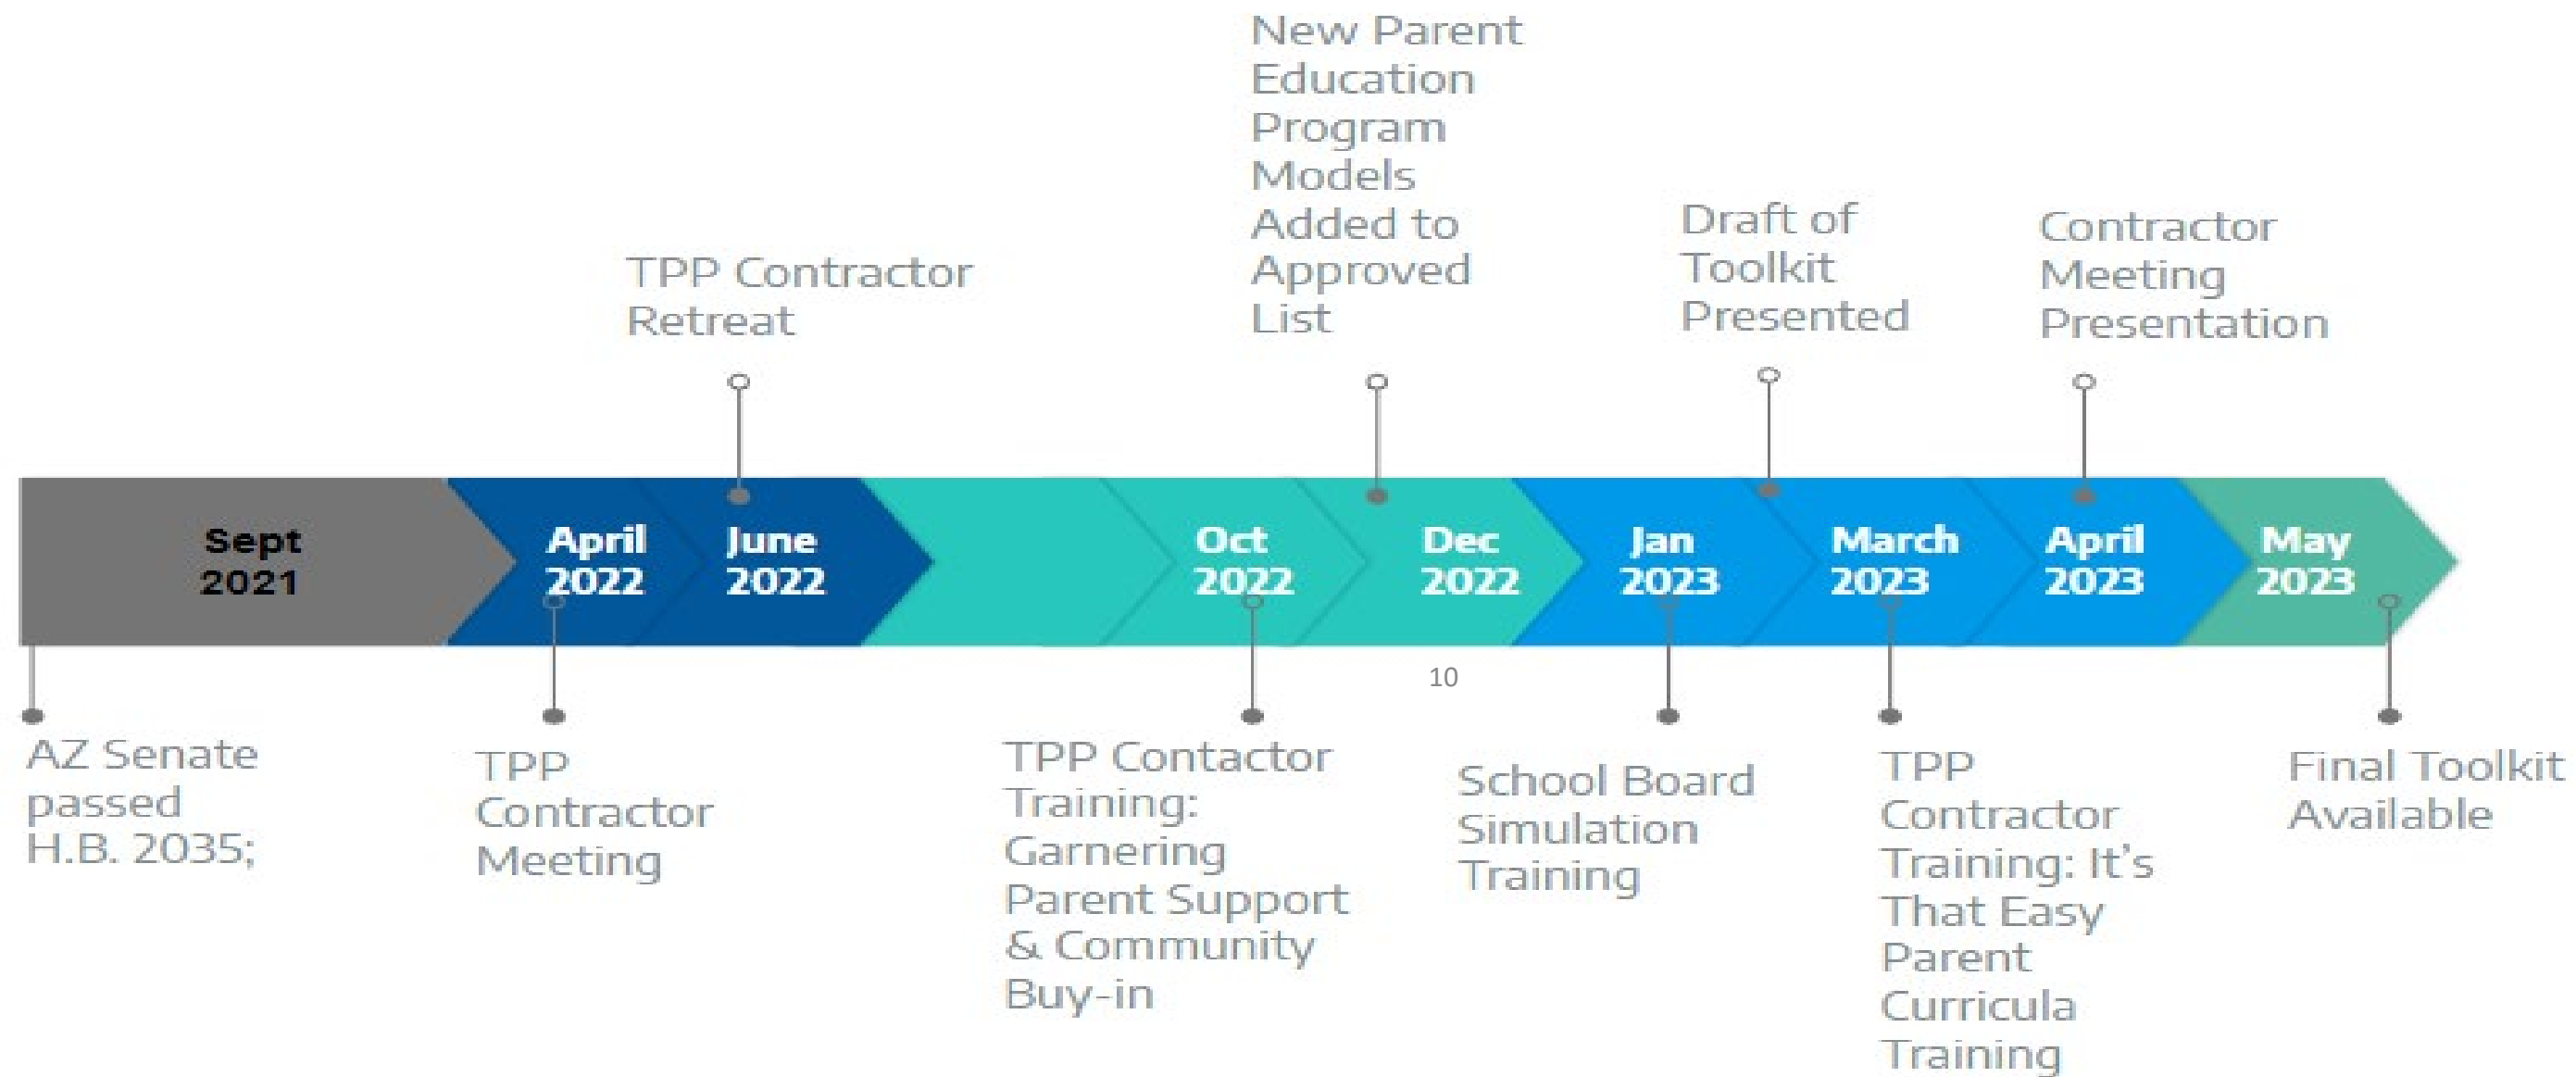 New Parent
Education
Program
Models
Added to
Approved
List
TPP Contractor
Retreat
Draft of
Toolkit
Presented
Contractor
Meeting
Presentation
Sept
2021
April
2022
June
2022
Oct
2022
Dec
2022
Jan
2023
March
2023
April
2023
May
2023
10
AZ Senate
passed
H.B. 2035;
TPP
Contractor
Meeting
TPP Contactor
Training:
Garnering
Parent Support
& Community
Buy-in
School Board
Simulation
Training
TPP
Contractor
Training: It's
That Easy
Parent
Curricula
Training
Final Toolkit
Available